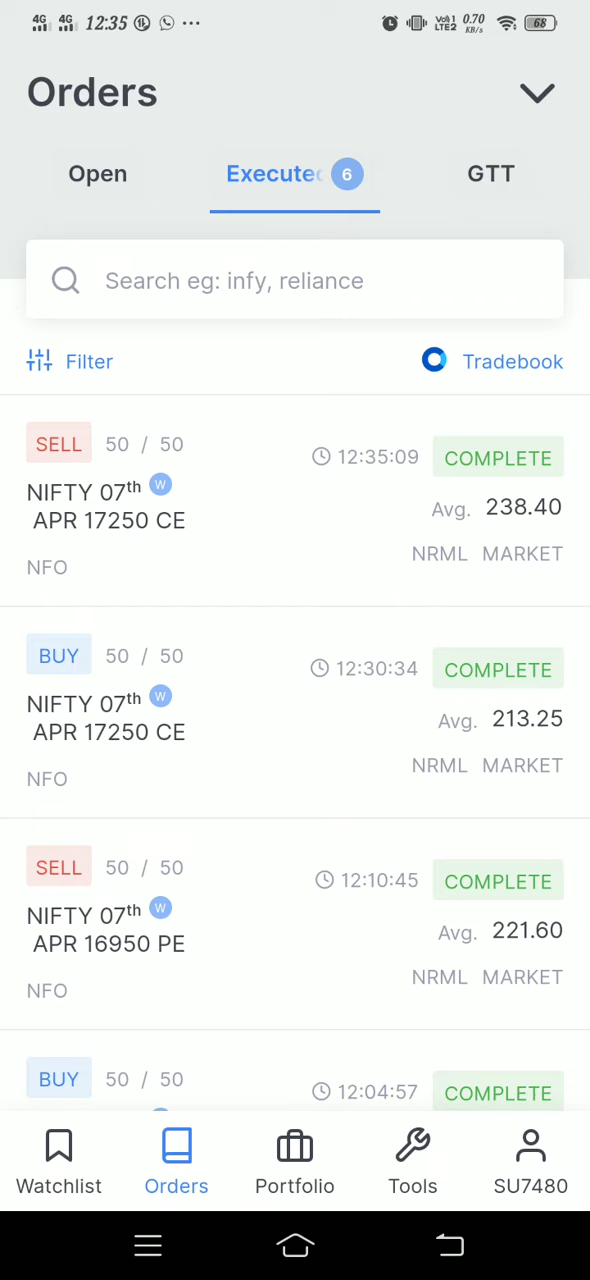 4G 4G 12:35 ... Vo)) 1 LTE2 0.70 KB/s 68
Orders
Open Executed 6 GTT
Search eg: infy, reliance
Filter Tradebook
SELL 50 / 50 12:35:09 COMPLETE
NIFTY 07th W
APR 17250 CE Avg. 238.40
NFO NRML MARKET
BUY 50 / 50 12:30:34 COMPLETE
NIFTY 07th W
APR 17250 CE Avg. 213.25
NFO NRML MARKET
SELL 50 / 50 12:10:45 COMPLETE
NIFTY 07th W
APR 16950 PE Avg. 221.60
NFO NRML MARKET
BUY 50 / 50 12:04:57 COMPLETE
Watchlist Orders Portfolio Tools SU7480